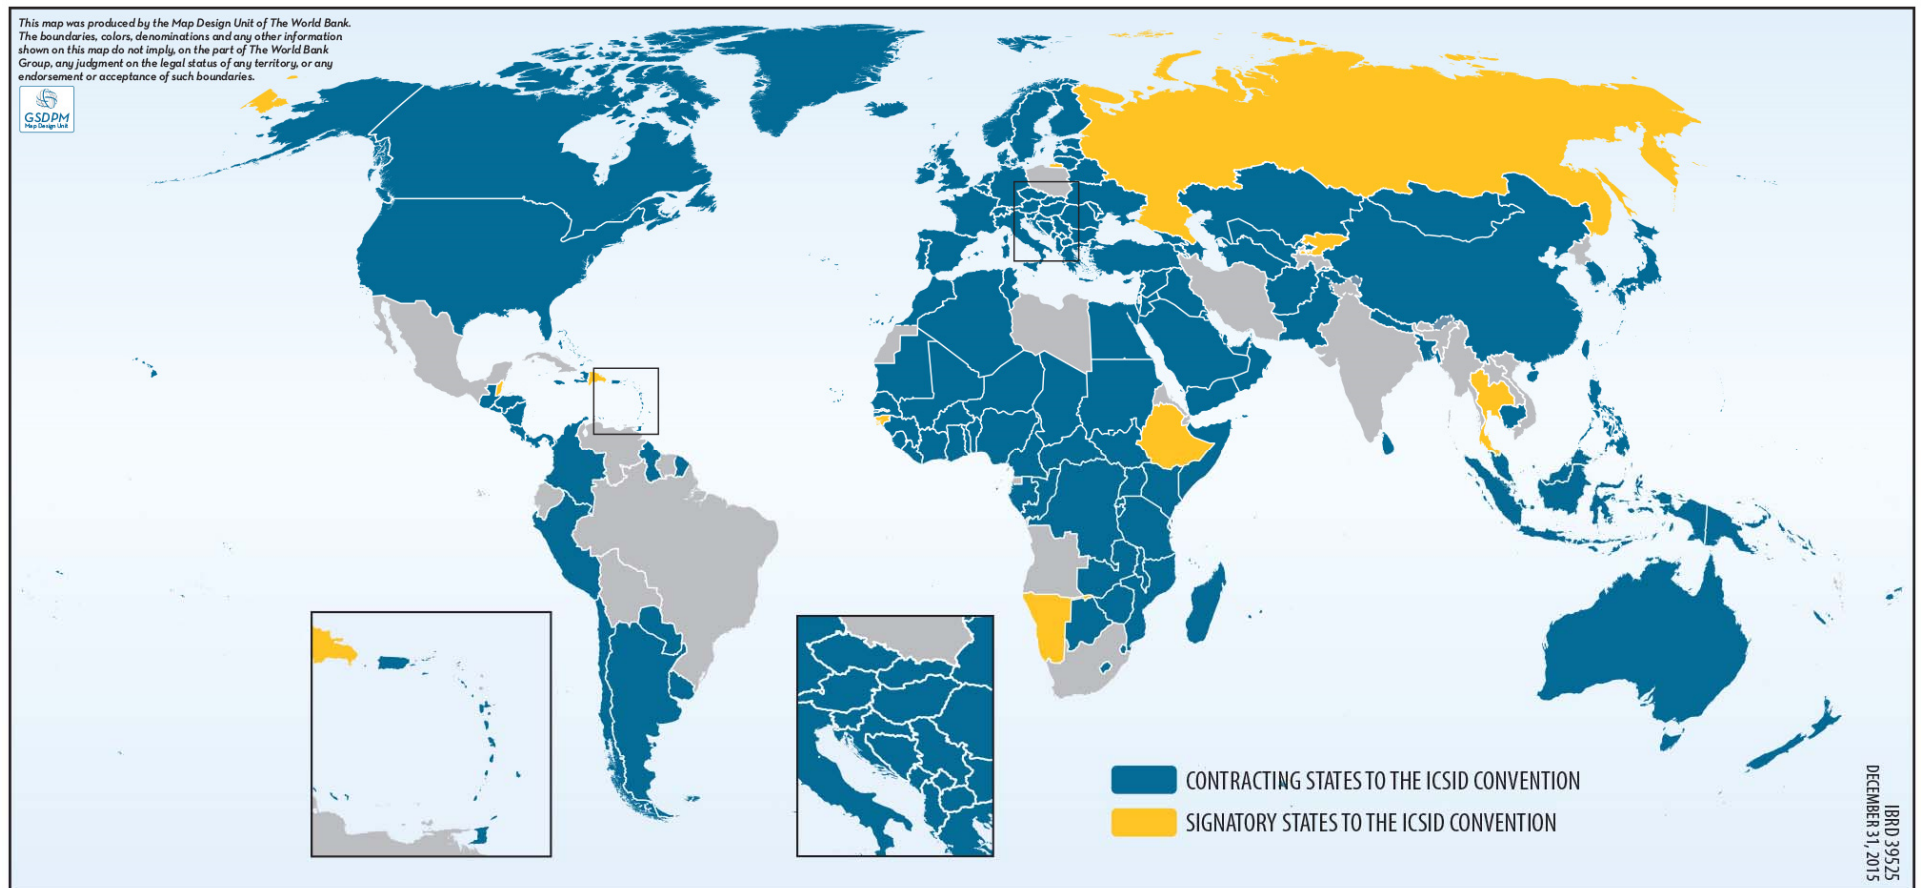 This map was produced by the Map Design Unit of The World Bank.
The boundaries, colors, denominations and any other information
shown on this map do not imply, on the part of The World Bank
Group, any judgment on the legal status of any territory, or any
endorsement or acceptance of such boundaries.
GSDPM
Map Design Unit
CONTRACTING STATES TO THE ICSID CONVENTION
SIGNATORY STATES TO THE ICSID CONVENTION
IBRD 39525
DECEMBER 31, 2015